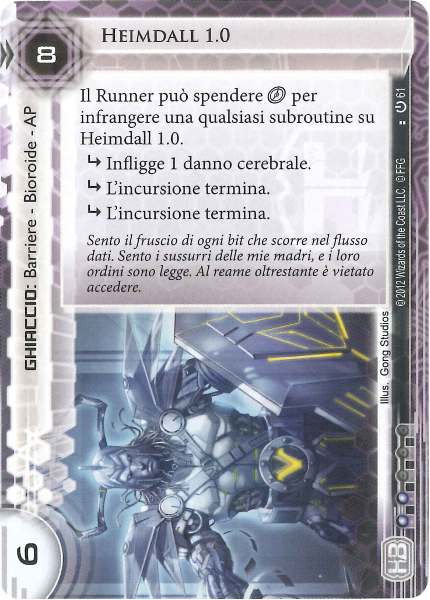 HEIMDALL 1.0
8
Il Runner può spendere per
infrangere una qualsiasi subroutine su
Heimdall 1.0.
Infligge 1 danno cerebrale.
L'incursione termina.
L'incursione termina.
Sento il fruscio di ogni bit che scorre nel flusso
dati. Sento i sussurri delle mie madri, e i loro
ordini sono legge. Al reame oltrestante è vietato
accedere.
GHIACCIO: Barriere - Bioroide - AP
6
Illus. Gong Studios
© 2012 Wizards of the Coast LLC. © FFG
61
HB